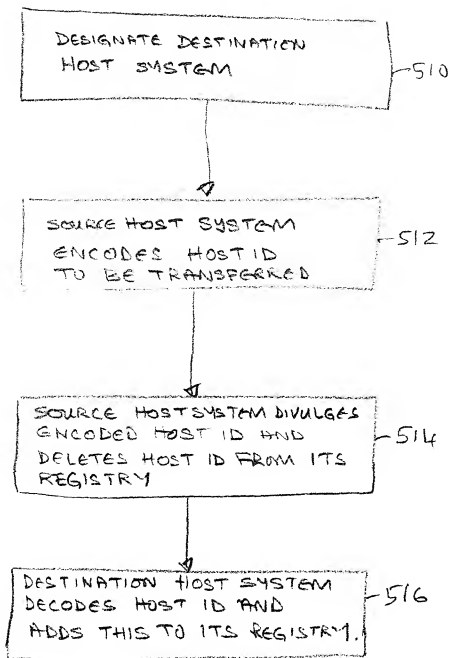 DESIGNATE DESTINATION
HOST SYSTEM
510
SOURCE HOST SYSTEM
ENCODES HOST ID
TO BE TRANSFERRED
512
SOURCE HOST SYSTEM DIVULGES
ENCODED HOST ID AND
DELETES HOST ID FROM ITS
REGISTRY
514
DESTINATION HOST SYSTEM
DECODES HOST ID AND
ADDS THIS TO ITS REGISTRY.
516